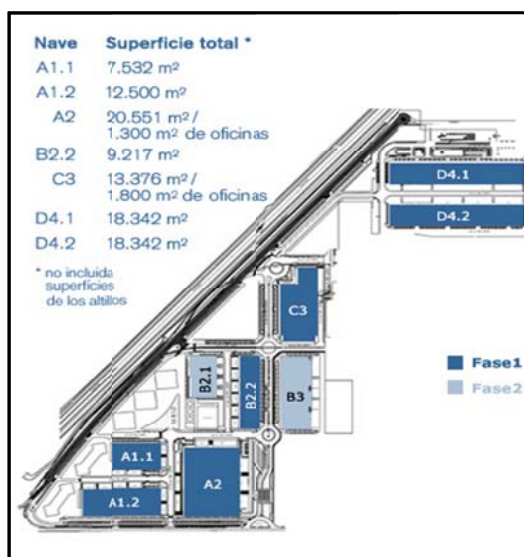 Nave Superficie total *
A1.1 7.532 m²
A1.2 12.500 m²
A2 20.551 m² /
1.300 m² de oficinas
B2.2 9.217 m²
C3 13.376 m² /
1.800 m² de oficinas
D4.1 18.342 m²
D4.2 18.342 m²
* no incluida
superficies
de los altillos
D4.1
D4.2
C3
B2.1
B2.2
B3
Fase1
Fase2
A1.1
A2
A1.2